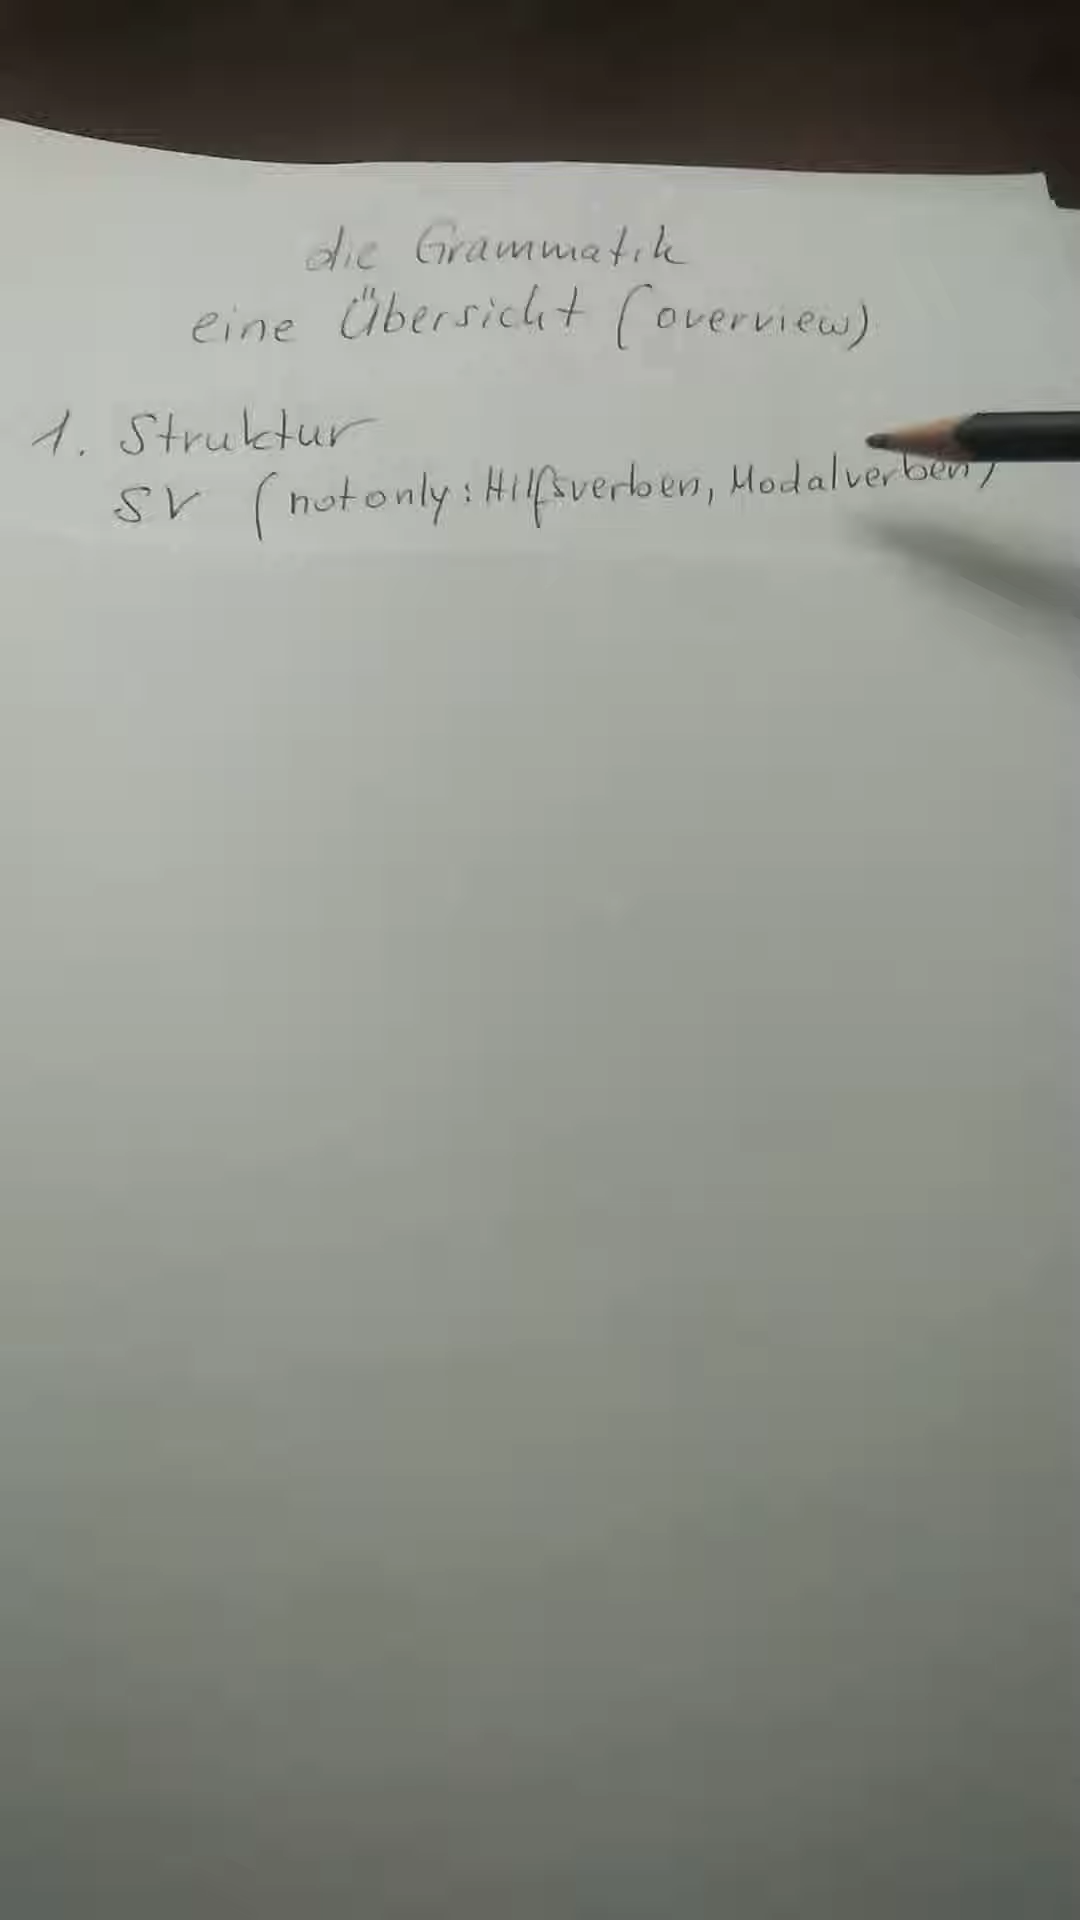 die Grammatik
eine Übersicht (overview)
1. Struktur
SV (not only: Hilfsverben, Modalverben)